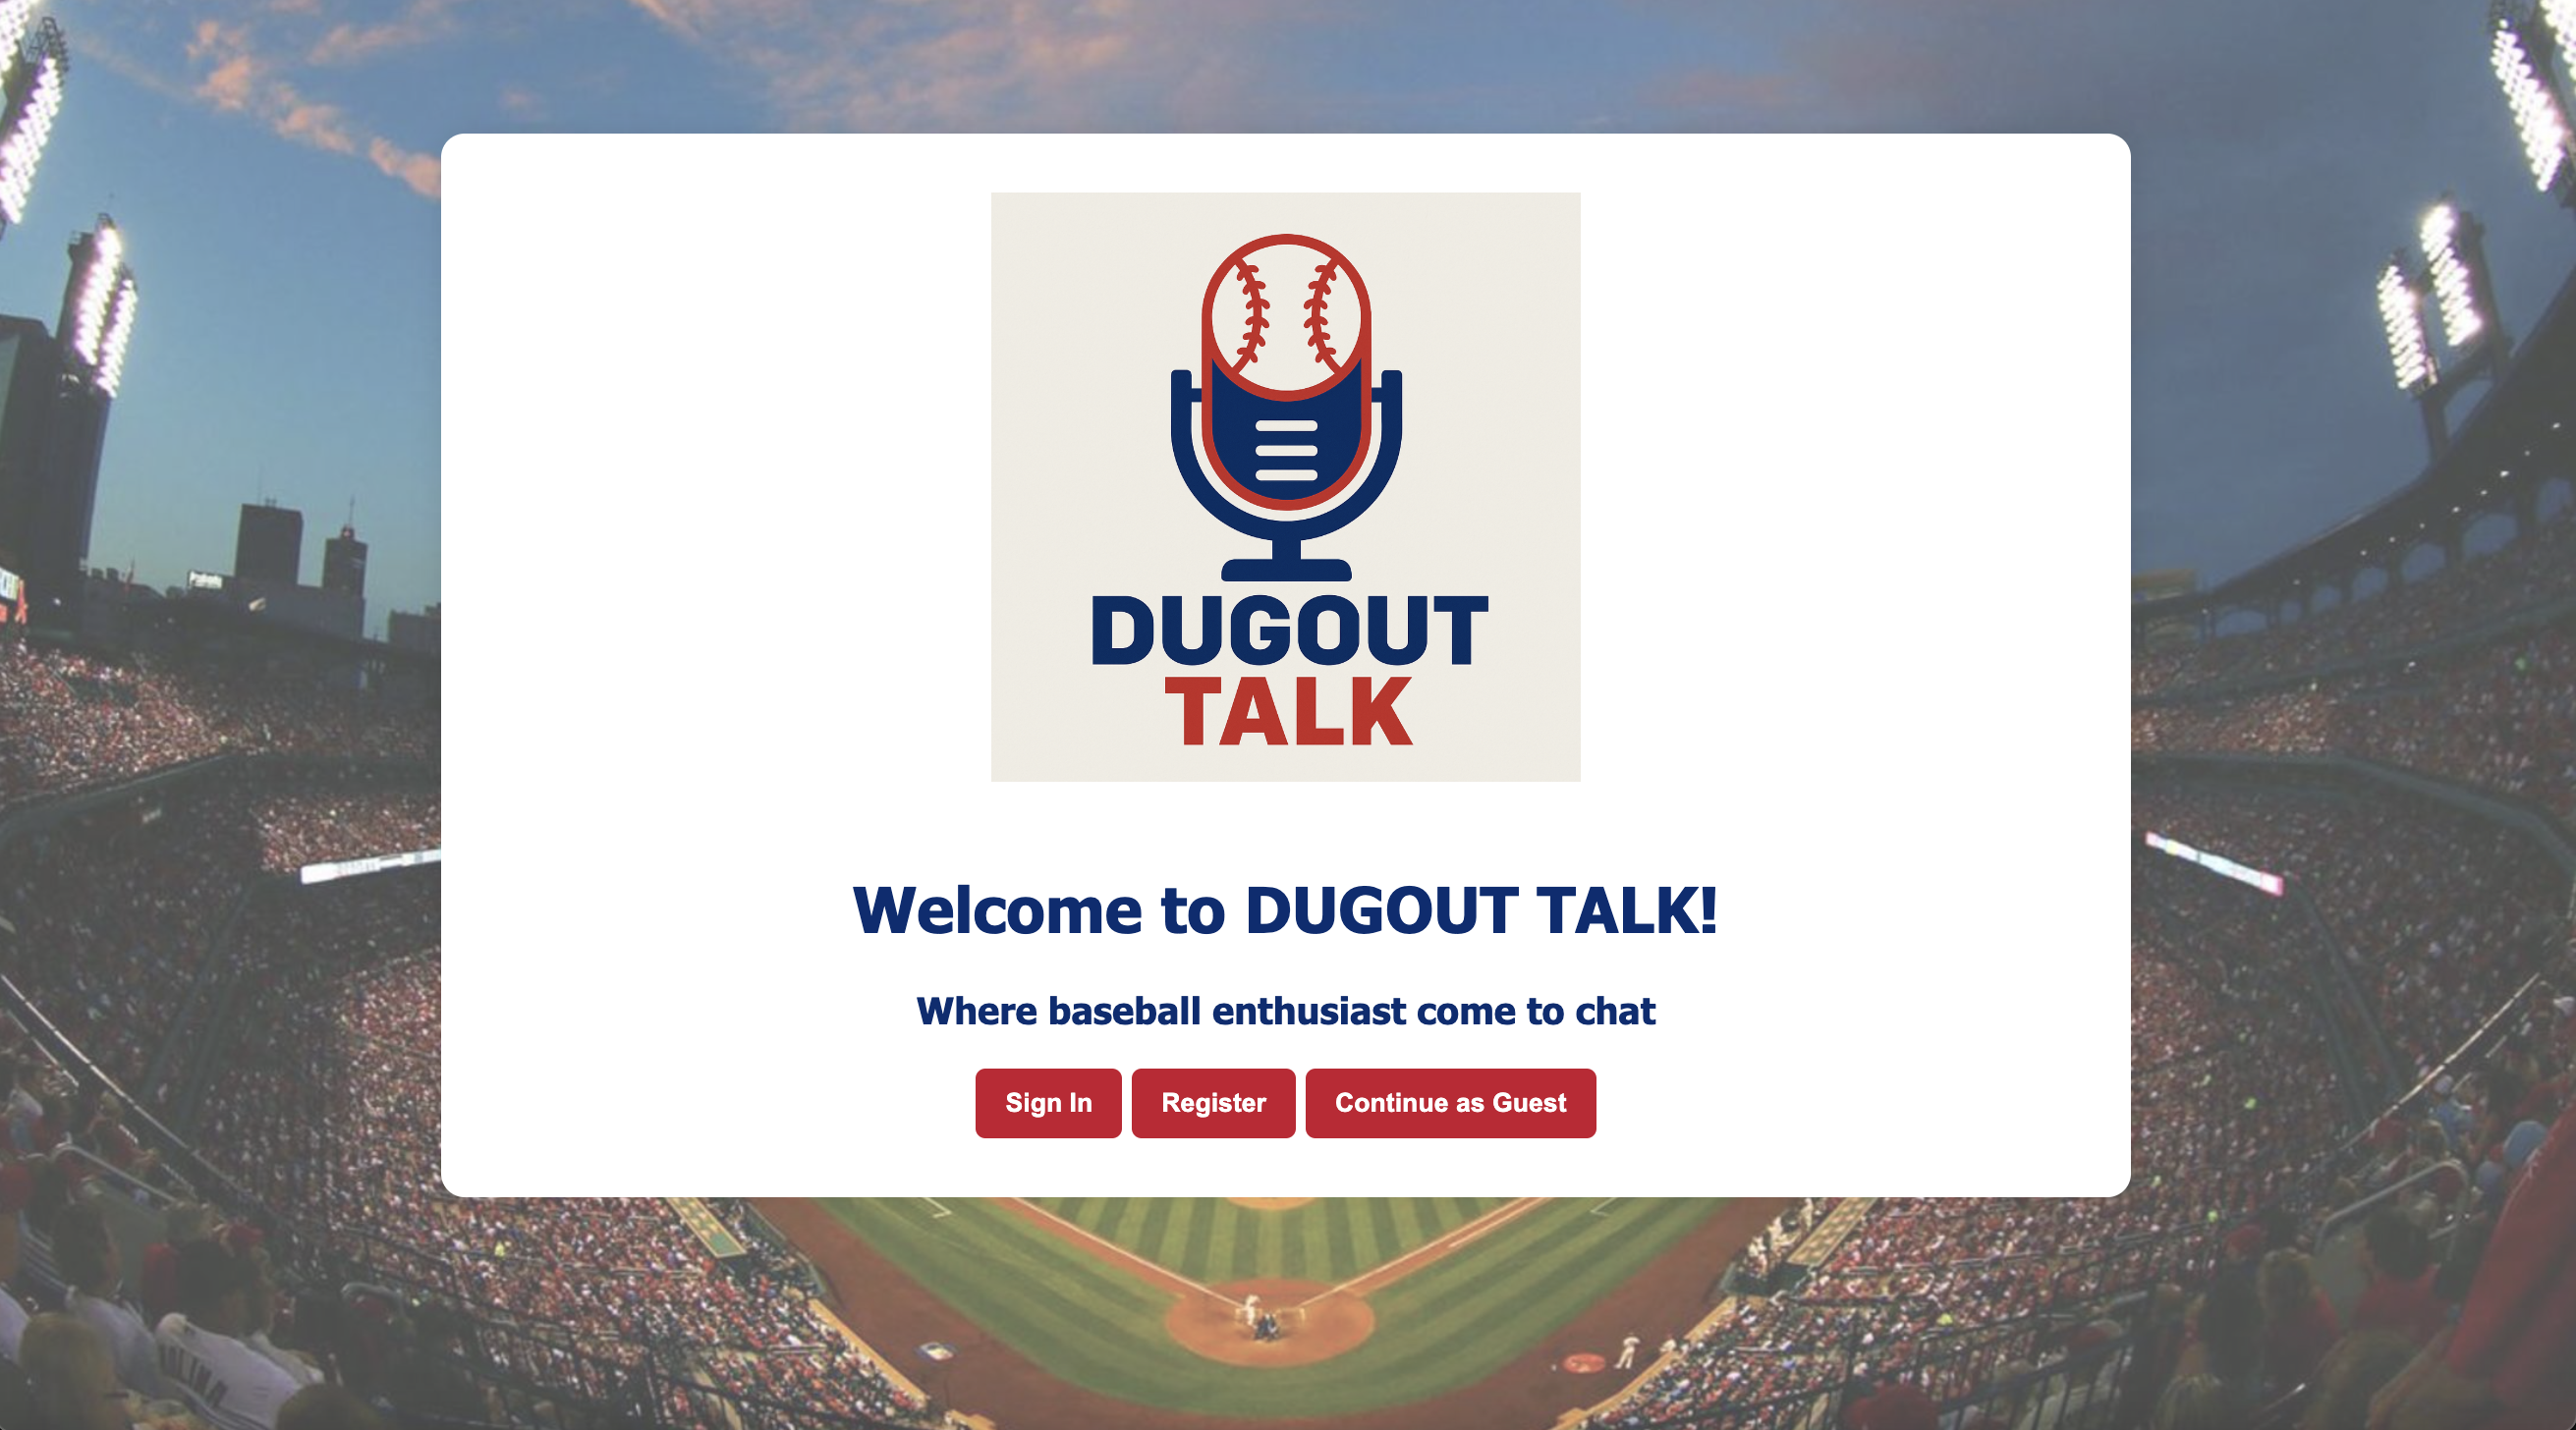 DUGOUT
TALK
Welcome to DUGOUT TALK!
Where baseball enthusiast come to chat
Sign In
Register
Continue as Guest